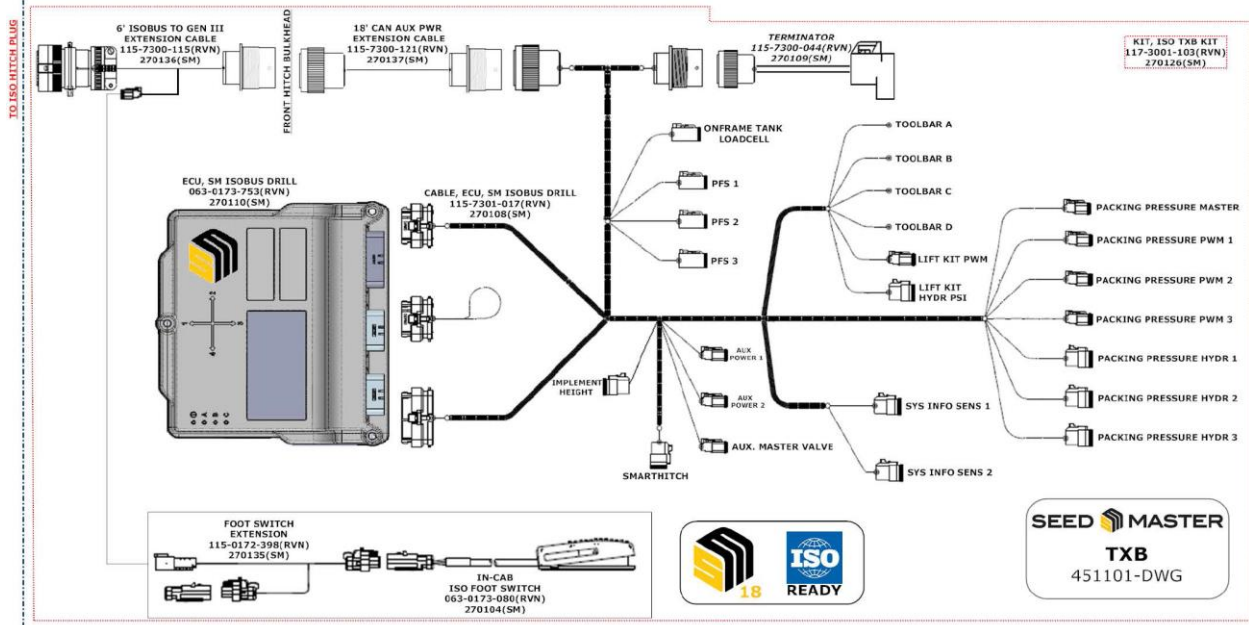 TO ISO HITCH PLUG
6' ISOBUS TO GEN III
EXTENSION CABLE
115-7300-115(RVN)
270136(SM)
FRONT HITCH BULKHEAD
18' CAN AUX PWR
EXTENSION CABLE
115-7300-121(RVN)
270137(SM)
TERMINATOR
115-7300-044(RVN)
270109(SM)
KIT, ISO TXB KIT
117-3001-103(RVN)
270126(SM)
ECU, SM ISOBUS DRILL
063-0173-753(RVN)
270110(SM)
CABLE, ECU, SM ISOBUS DRILL
115-7301-017(RVN)
270108(SM)
ONFRAME TANK
LOADCELL
PFS 1
PFS 2
PFS 3
TOOLBAR A
TOOLBAR B
TOOLBAR C
TOOLBAR D
LIFT KIT PWM
LIFT KIT
HYDR PSI
PACKING PRESSURE MASTER
PACKING PRESSURE PWM 1
PACKING PRESSURE PWM 2
PACKING PRESSURE PWM 3
PACKING PRESSURE HYDR 1
PACKING PRESSURE HYDR 2
PACKING PRESSURE HYDR 3
IMPLEMENT
HEIGHT
AUX
POWER 1
AUX
POWER 2
AUX. MASTER VALVE
SMARTHITCH
SYS INFO SENS 1
SYS INFO SENS 2
FOOT SWITCH
EXTENSION
115-0172-398(RVN)
270135(SM)
IN-CAB
ISO FOOT SWITCH
063-0173-080(RVN)
270104(SM)
18
ISO
READY
SEED MASTER
TXB
451101-DWG